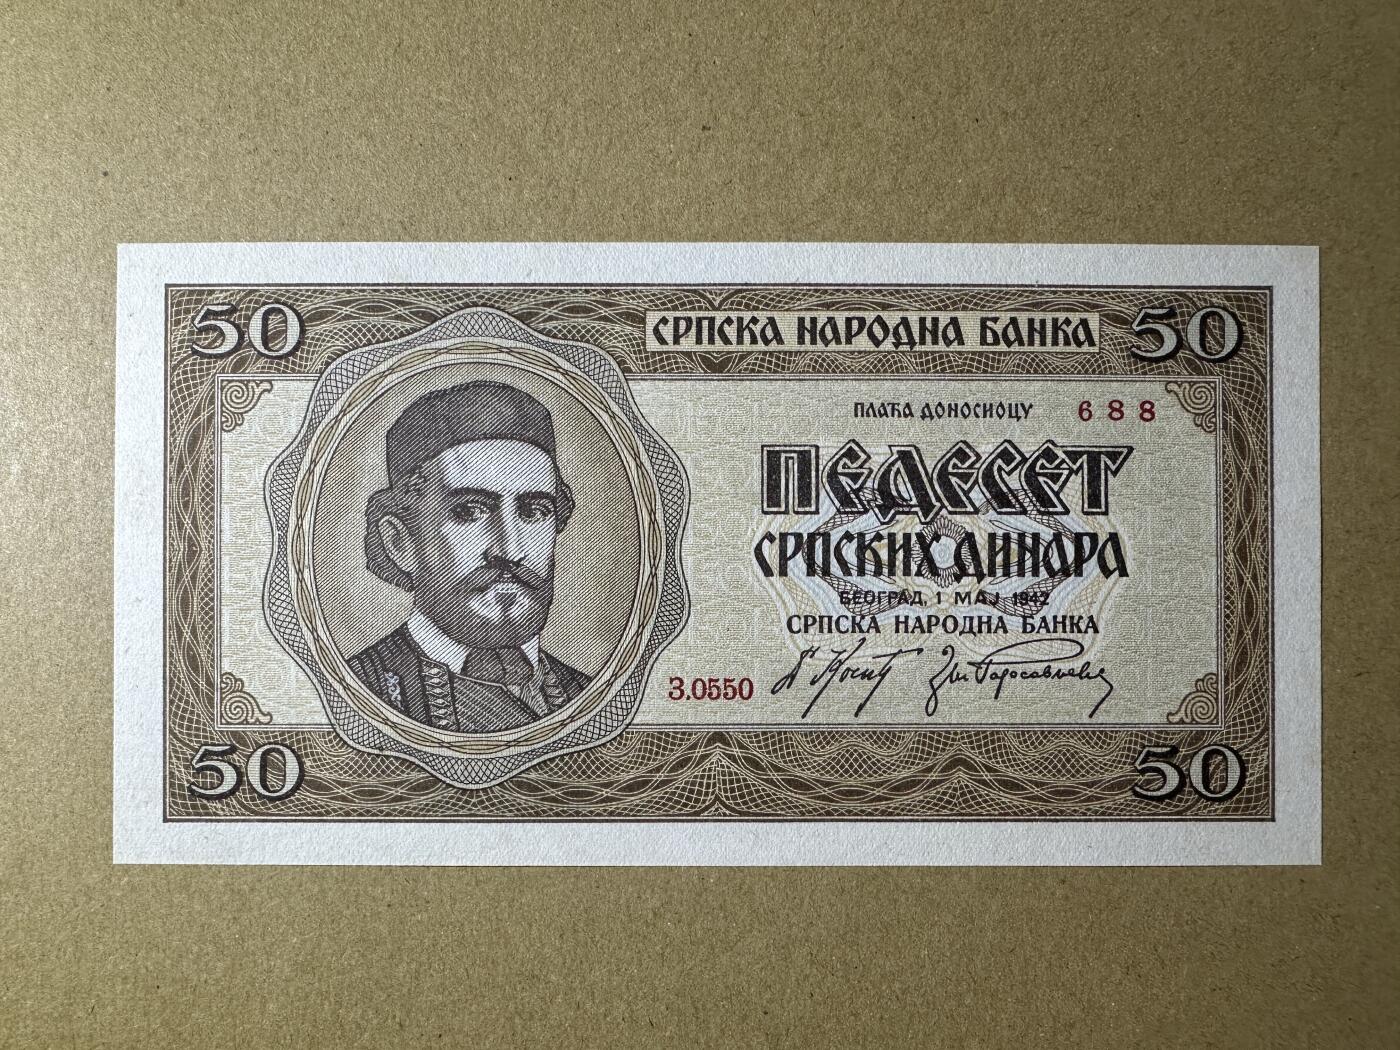 50 СРПСКА НАРОДНА БАНКА 50
ПЛАЋА ДОНОСИОЦУ 688
ПЕДЕСЕТ
СРПСКИХ ДИНАРА
БЕОГРАД, 1 МАЈ 1942
СРПСКА НАРОДНА БАНКА
З.0550
50 50